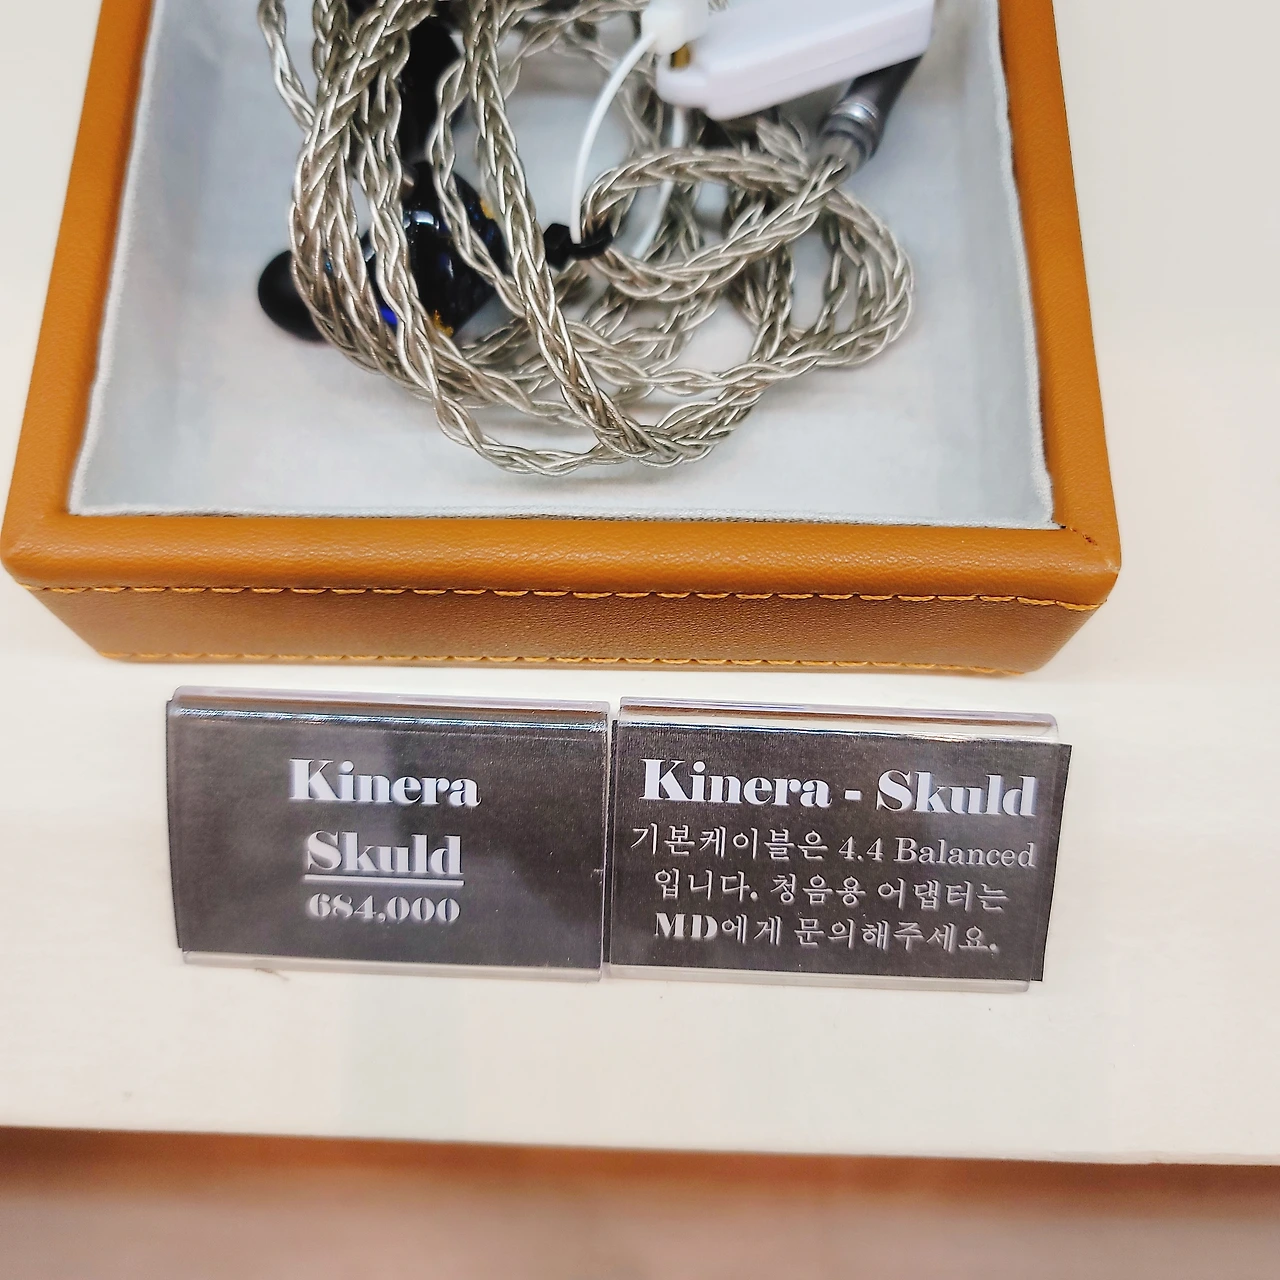 Kinera
Skuld
684,000
Kinera - Skuld
기본케이블은 4.4 Balanced
입니다. 청음용 어댑터는
MD에게 문의해주세요.